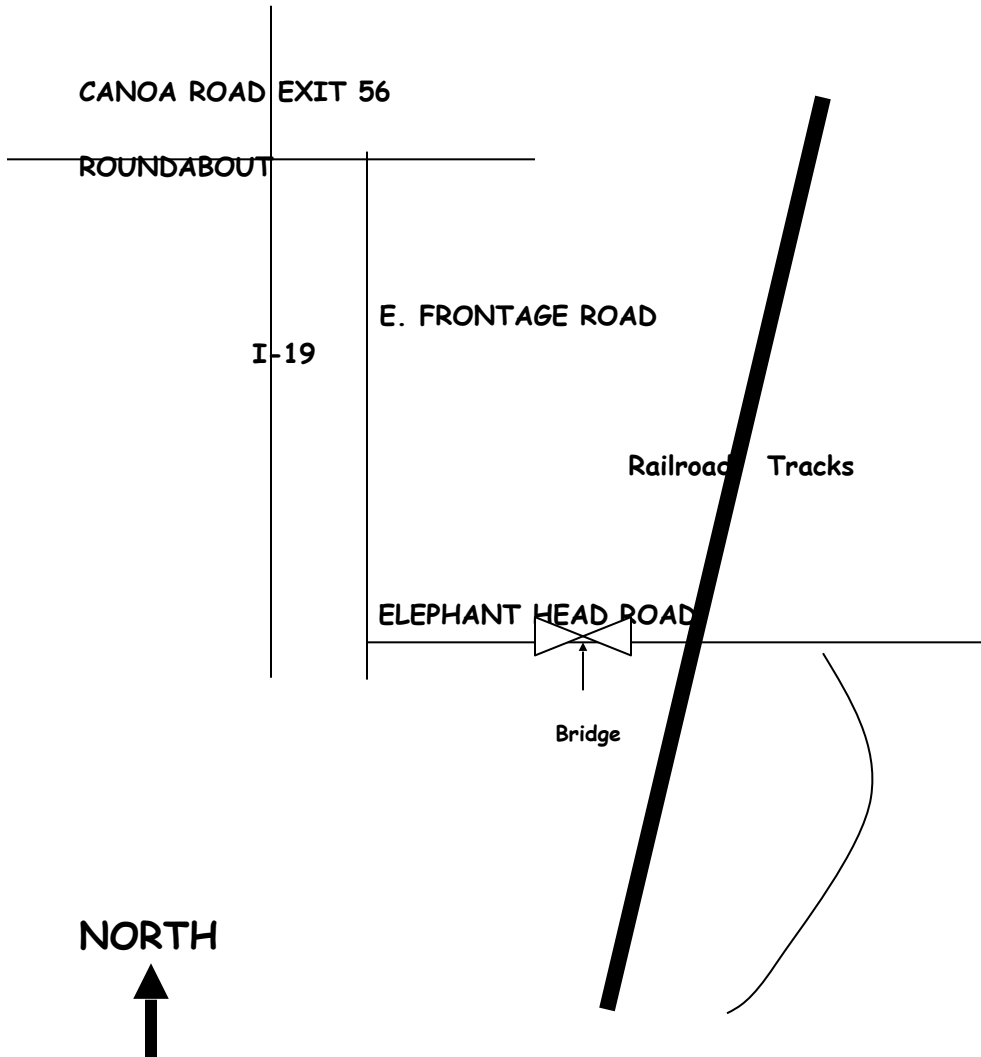 CANOA ROAD EXIT 56
ROUNDABOUT
E. FRONTAGE ROAD
I-19
Railroad Tracks
ELEPHANT HEAD ROAD
Bridge
NORTH